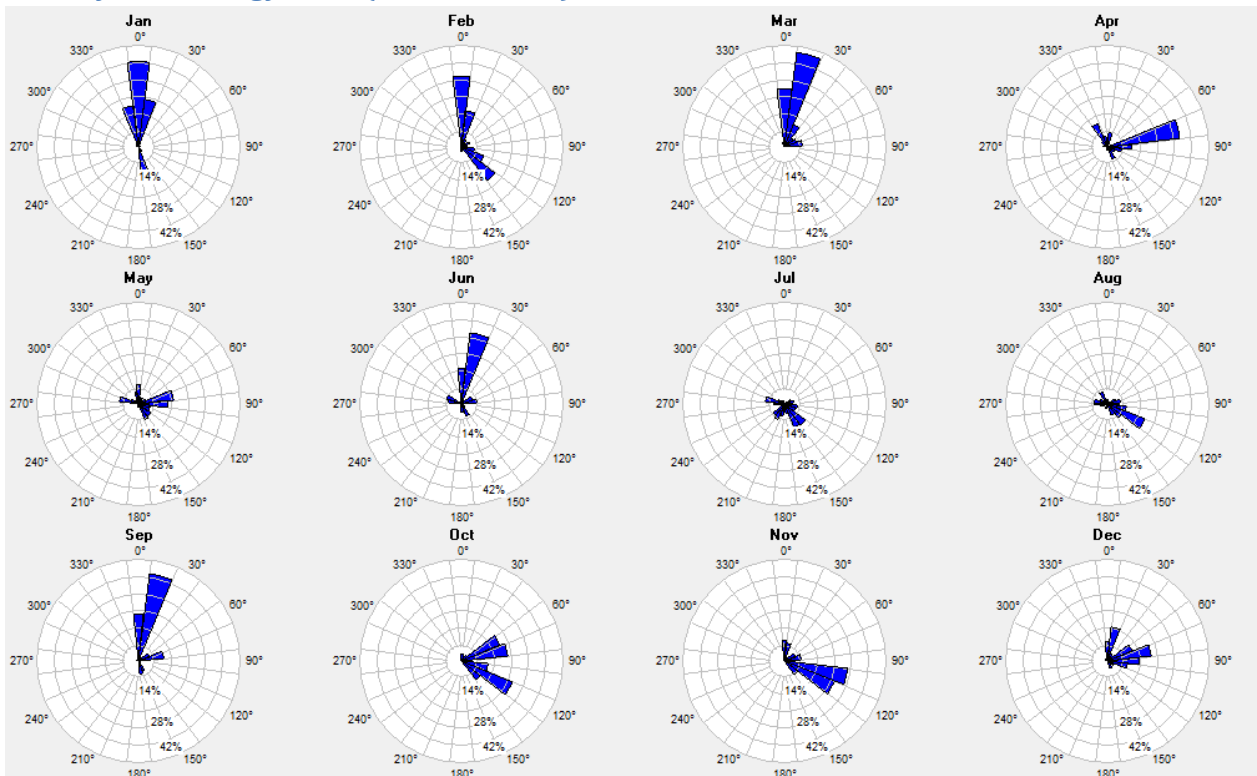 Jan Feb Mar Apr
0° 0° 0° 0°
330° 30° 330° 30° 330° 30° 330° 30°
300° 60° 300° 60° 300° 60° 300° 60°
270° 90° 270° 90° 270° 90° 270° 90°
14% 14% 14% 14%
240° 120° 240° 120° 240° 120° 240° 120°
28% 28% 28% 28%
42% 42% 42% 42%
210° 150° 210° 150° 210° 150° 210° 150°
180° 180° 180° 180°
May Jun Jul Aug
0° 0° 0° 0°
330° 30° 330° 30° 330° 30° 330° 30°
300° 60° 300° 60° 300° 60° 300° 60°
270° 90° 270° 90° 270° 90° 270° 90°
14% 14% 14% 14%
240° 120° 240° 120° 240° 120° 240° 120°
28% 28% 28% 28%
42% 42% 42% 42%
210° 150° 210° 150° 210° 150° 210° 150°
180° 180° 180° 180°
Sep Oct Nov Dec
0° 0° 0° 0°
330° 30° 330° 30° 330° 30° 330° 30°
300° 60° 300° 60° 300° 60° 300° 60°
270° 90° 270° 90° 270° 90° 270° 90°
14% 14% 14% 14%
240° 120° 240° 120° 240° 120° 240° 120°
28% 28% 28% 28%
42% 42% 42% 42%
210° 150° 210° 150° 210° 150° 210° 150°
180° 180° 180° 180°